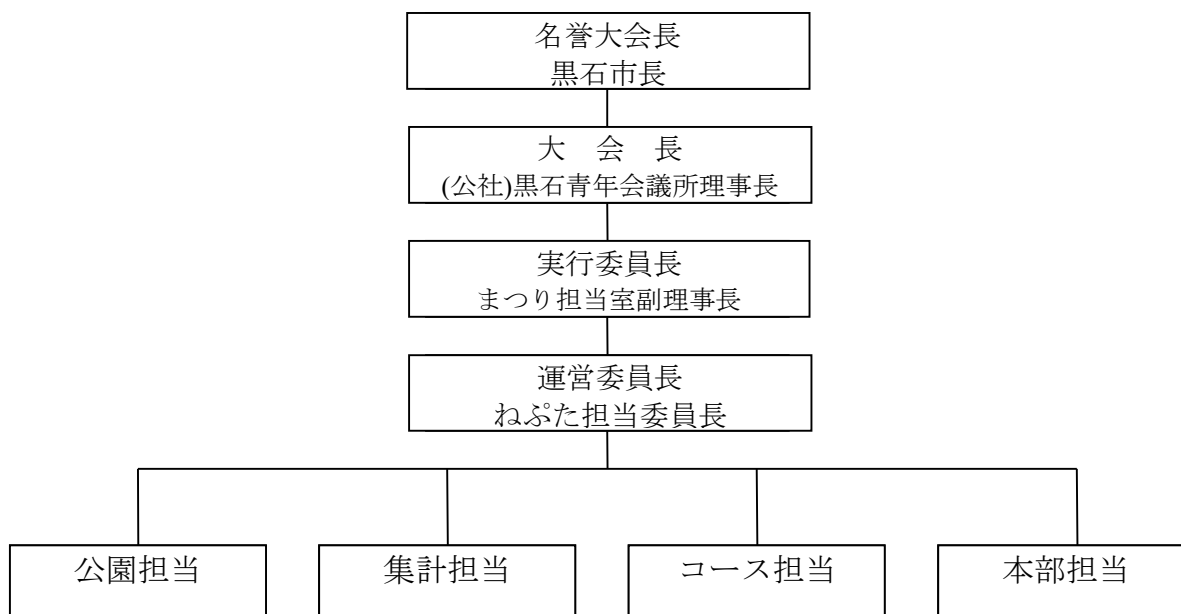 名誉大会長
黒石市長
大　会　長
(公社)黒石青年会議所理事長
実行委員長
まつり担当室副理事長
運営委員長
ねぷた担当委員長
公園担当
集計担当
コース担当
本部担当